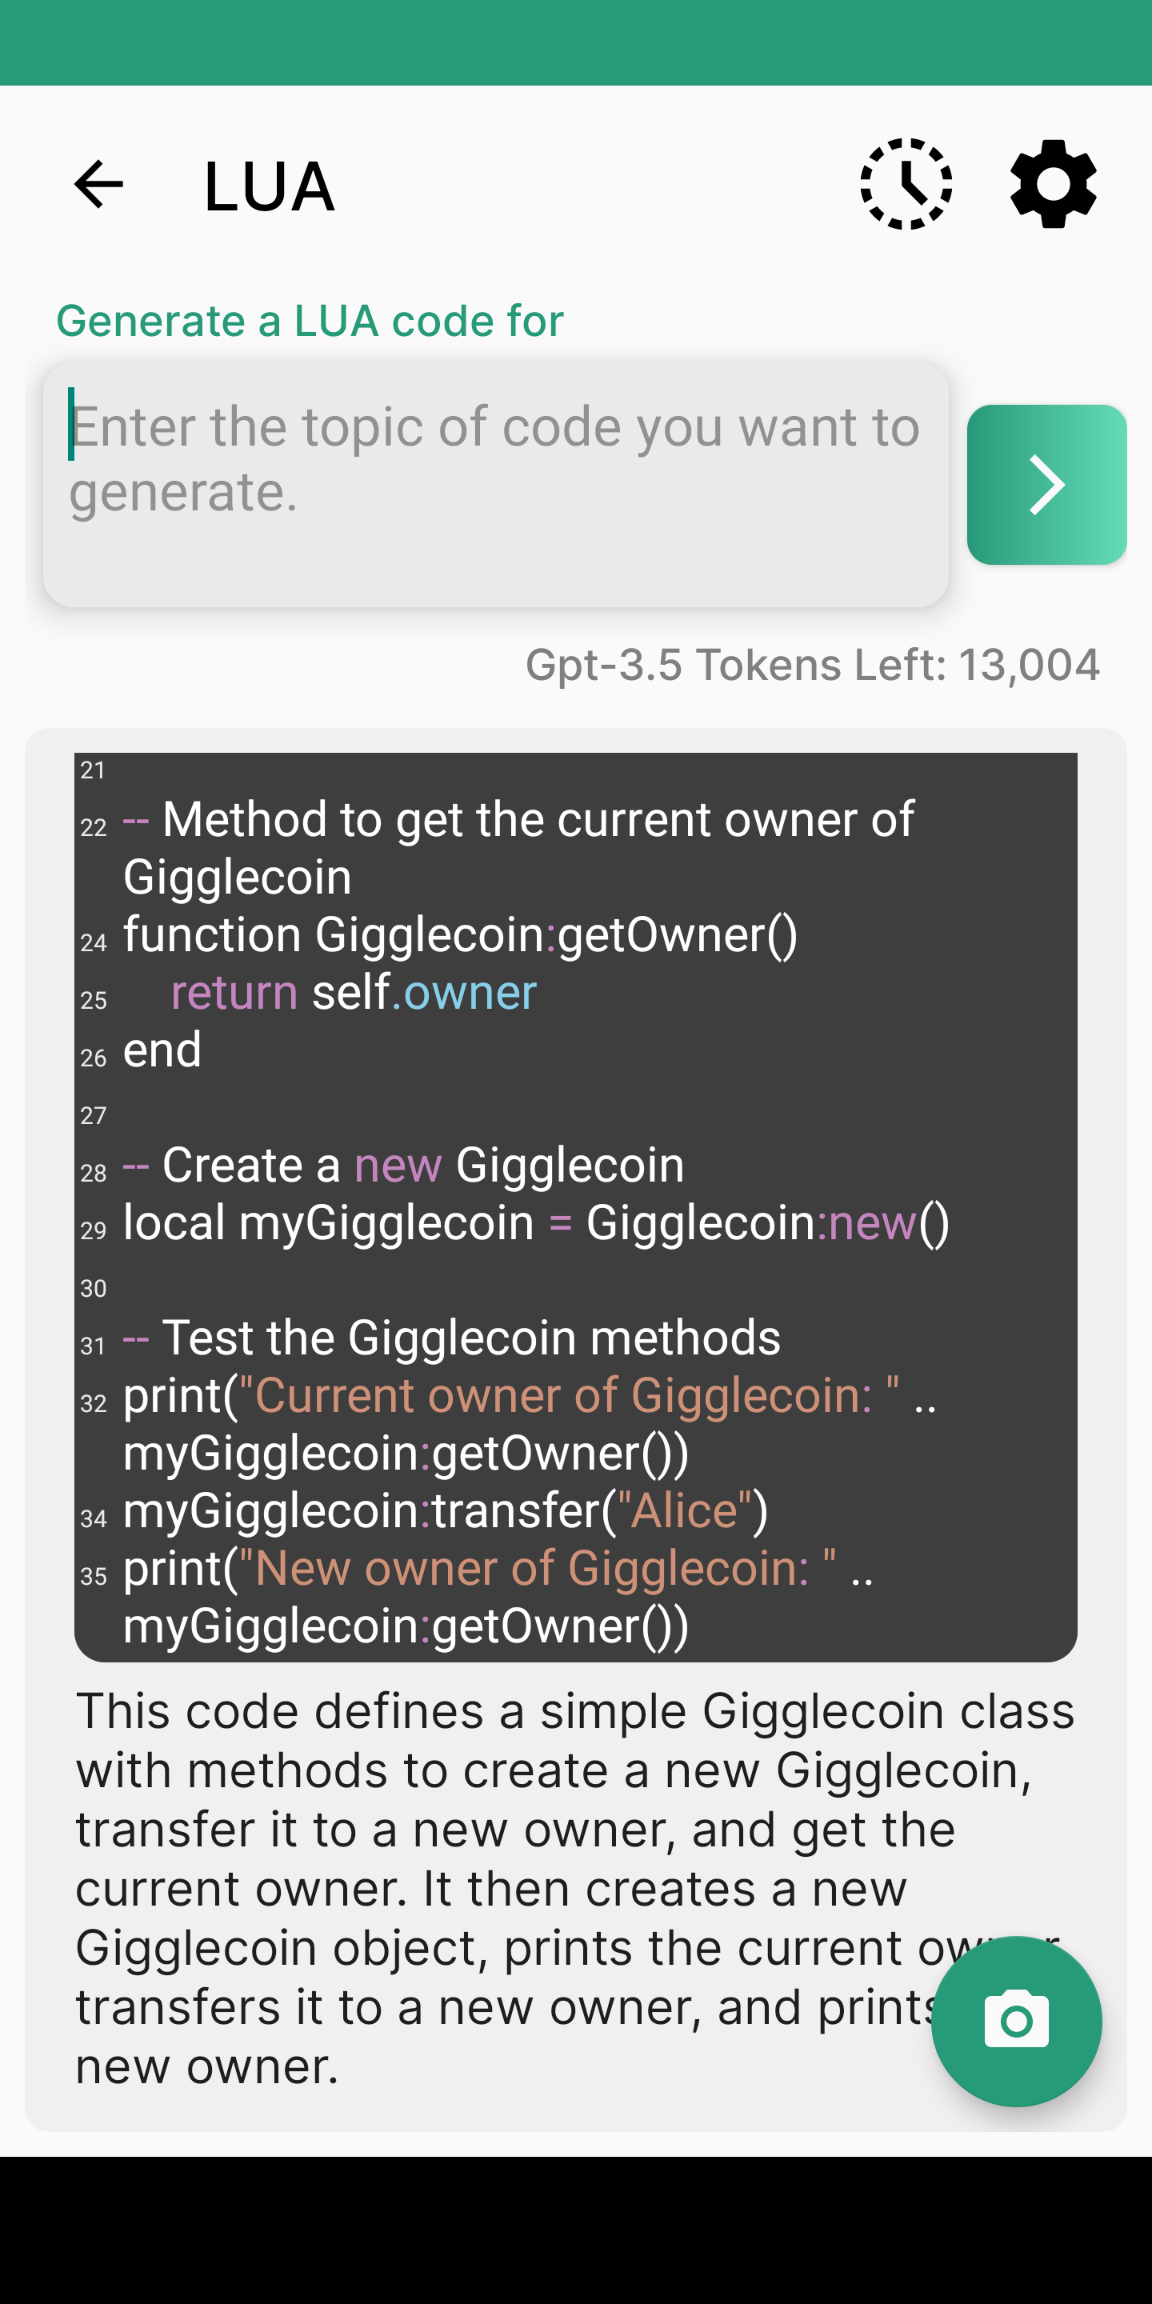 LUA
Generate a LUA code for
Enter the topic of code you want to
generate.
Gpt-3.5 Tokens Left: 13,004
21
22 -- Method to get the current owner of
Gigglecoin
24 function Gigglecoin:getOwner()
25 return self.owner
26 end
27
28 -- Create a new Gigglecoin
29 local myGigglecoin = Gigglecoin:new()
30
31 -- Test the Gigglecoin methods
32 print("Current owner of Gigglecoin: " ..
myGigglecoin:getOwner())
34 myGigglecoin:transfer("Alice")
35 print("New owner of Gigglecoin: " ..
myGigglecoin:getOwner())
This code defines a simple Gigglecoin class
with methods to create a new Gigglecoin,
transfer it to a new owner, and get the
current owner. It then creates a new
Gigglecoin object, prints the current
transfers it to a new owner, and prints
new owner.